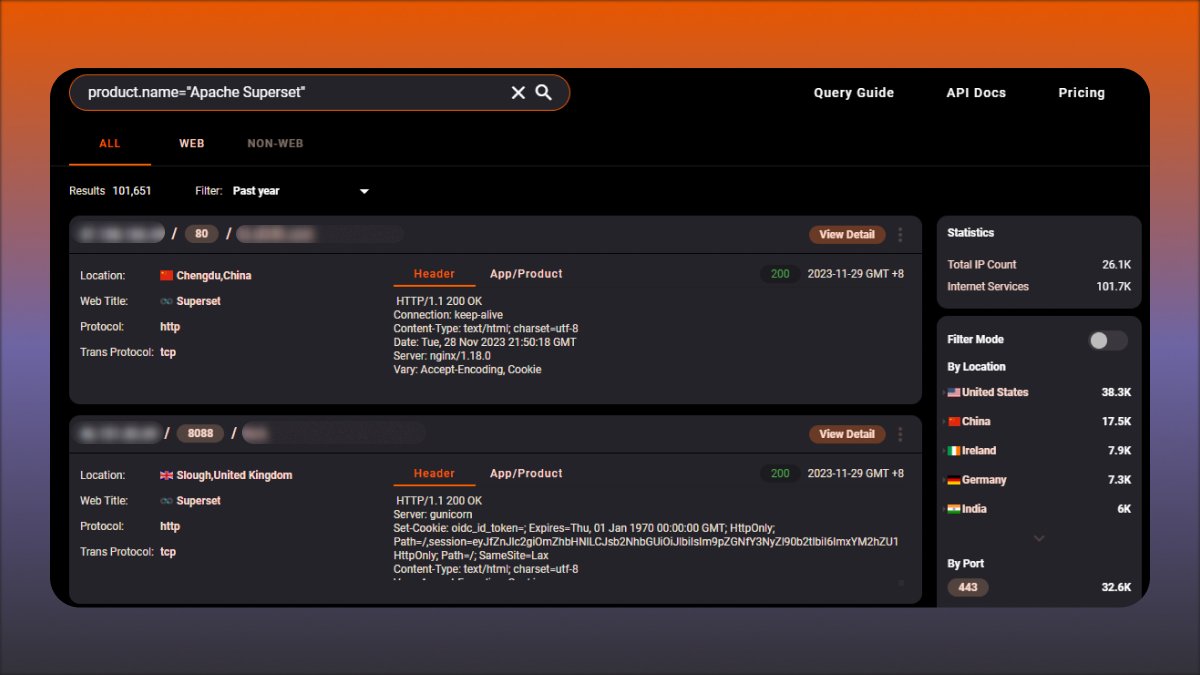 product.name="Apache Superset"
Query Guide
API Docs
Pricing
ALL
WEB
NON-WEB
Results 101,651
Filter: Past year
/ 80 /
View Detail
Location: Chengdu,China
Web Title: Superset
Protocol: http
Trans Protocol: tcp
Header
App/Product
200
2023-11-29 GMT +8
HTTP/1.1 200 OK
Connection: keep-alive
Content-Type: text/html; charset=utf-8
Date: Tue, 28 Nov 2023 21:50:18 GMT
Server: nginx/1.18.0
Vary: Accept-Encoding, Cookie
/ 8088 /
View Detail
Location: Slough,United Kingdom
Web Title: Superset
Protocol: http
Trans Protocol: tcp
Header
App/Product
200
2023-11-29 GMT +8
HTTP/1.1 200 OK
Server: gunicorn
Set-Cookie: oidc_id_token=; Expires=Thu, 01 Jan 1970 00:00:00 GMT; HttpOnly;
HttpOnly; Path=/; SameSite=Lax
Content-Type: text/html; charset=utf-8
Statistics
Total IP Count 26.1K
Internet Services 101.7K
Filter Mode
By Location
United States 38.3K
China 17.5K
Ireland 7.9K
Germany 7.3K
India 6K
By Port
443 32.6K